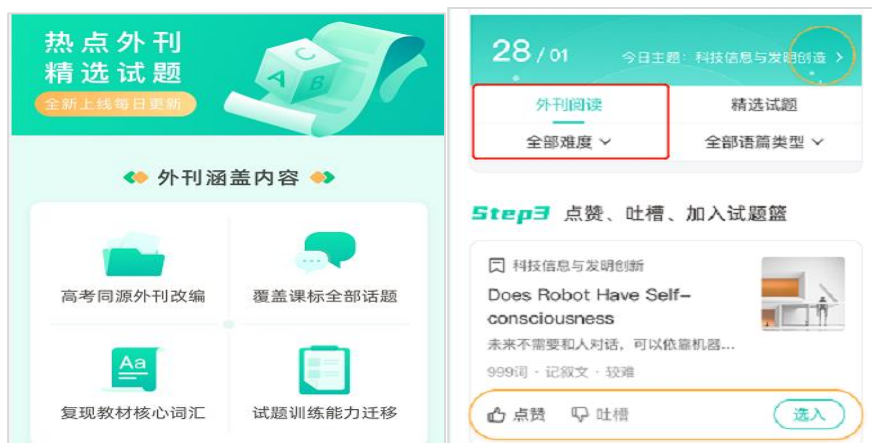 热点外刊
精选试题
全新上线每日更新
A
B
C
外刊涵盖内容
高考同源外刊改编
覆盖课标全部话题
Aa
复现教材核心词汇
试题训练能力迁移
28/01
今日主题：科技信息与发明创造 >
外刊阅读
精选试题
全部难度
全部语篇类型
Step3 点赞、吐槽、加入试题篮
科技信息与发明创新
Does Robot Have Self-
consciousness
未来不需要和人对话，可以依靠机器...
999词 · 记叙文 · 较难
点赞
吐槽
选入